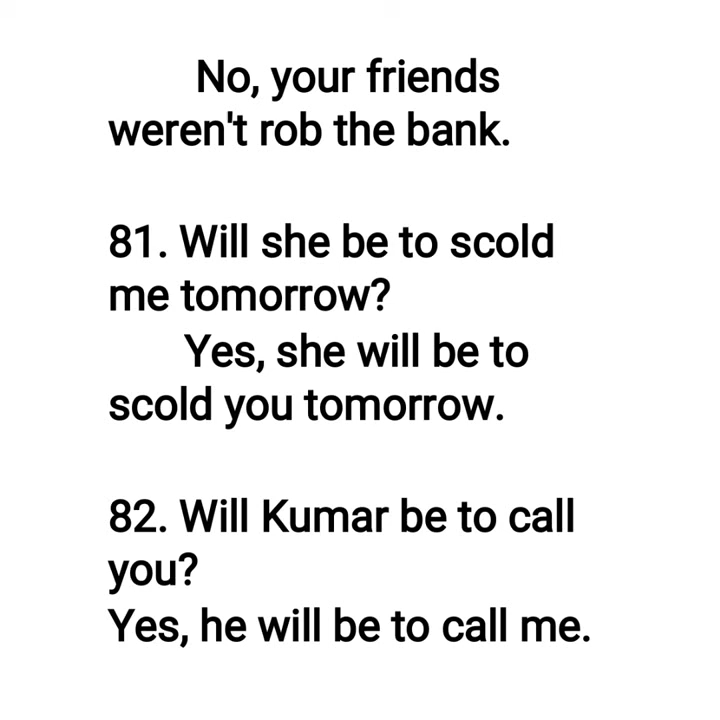 No, your friends
weren't rob the bank.
81. Will she be to scold
me tomorrow?
Yes, she will be to
scold you tomorrow.
82. Will Kumar be to call
you?
Yes, he will be to call me.